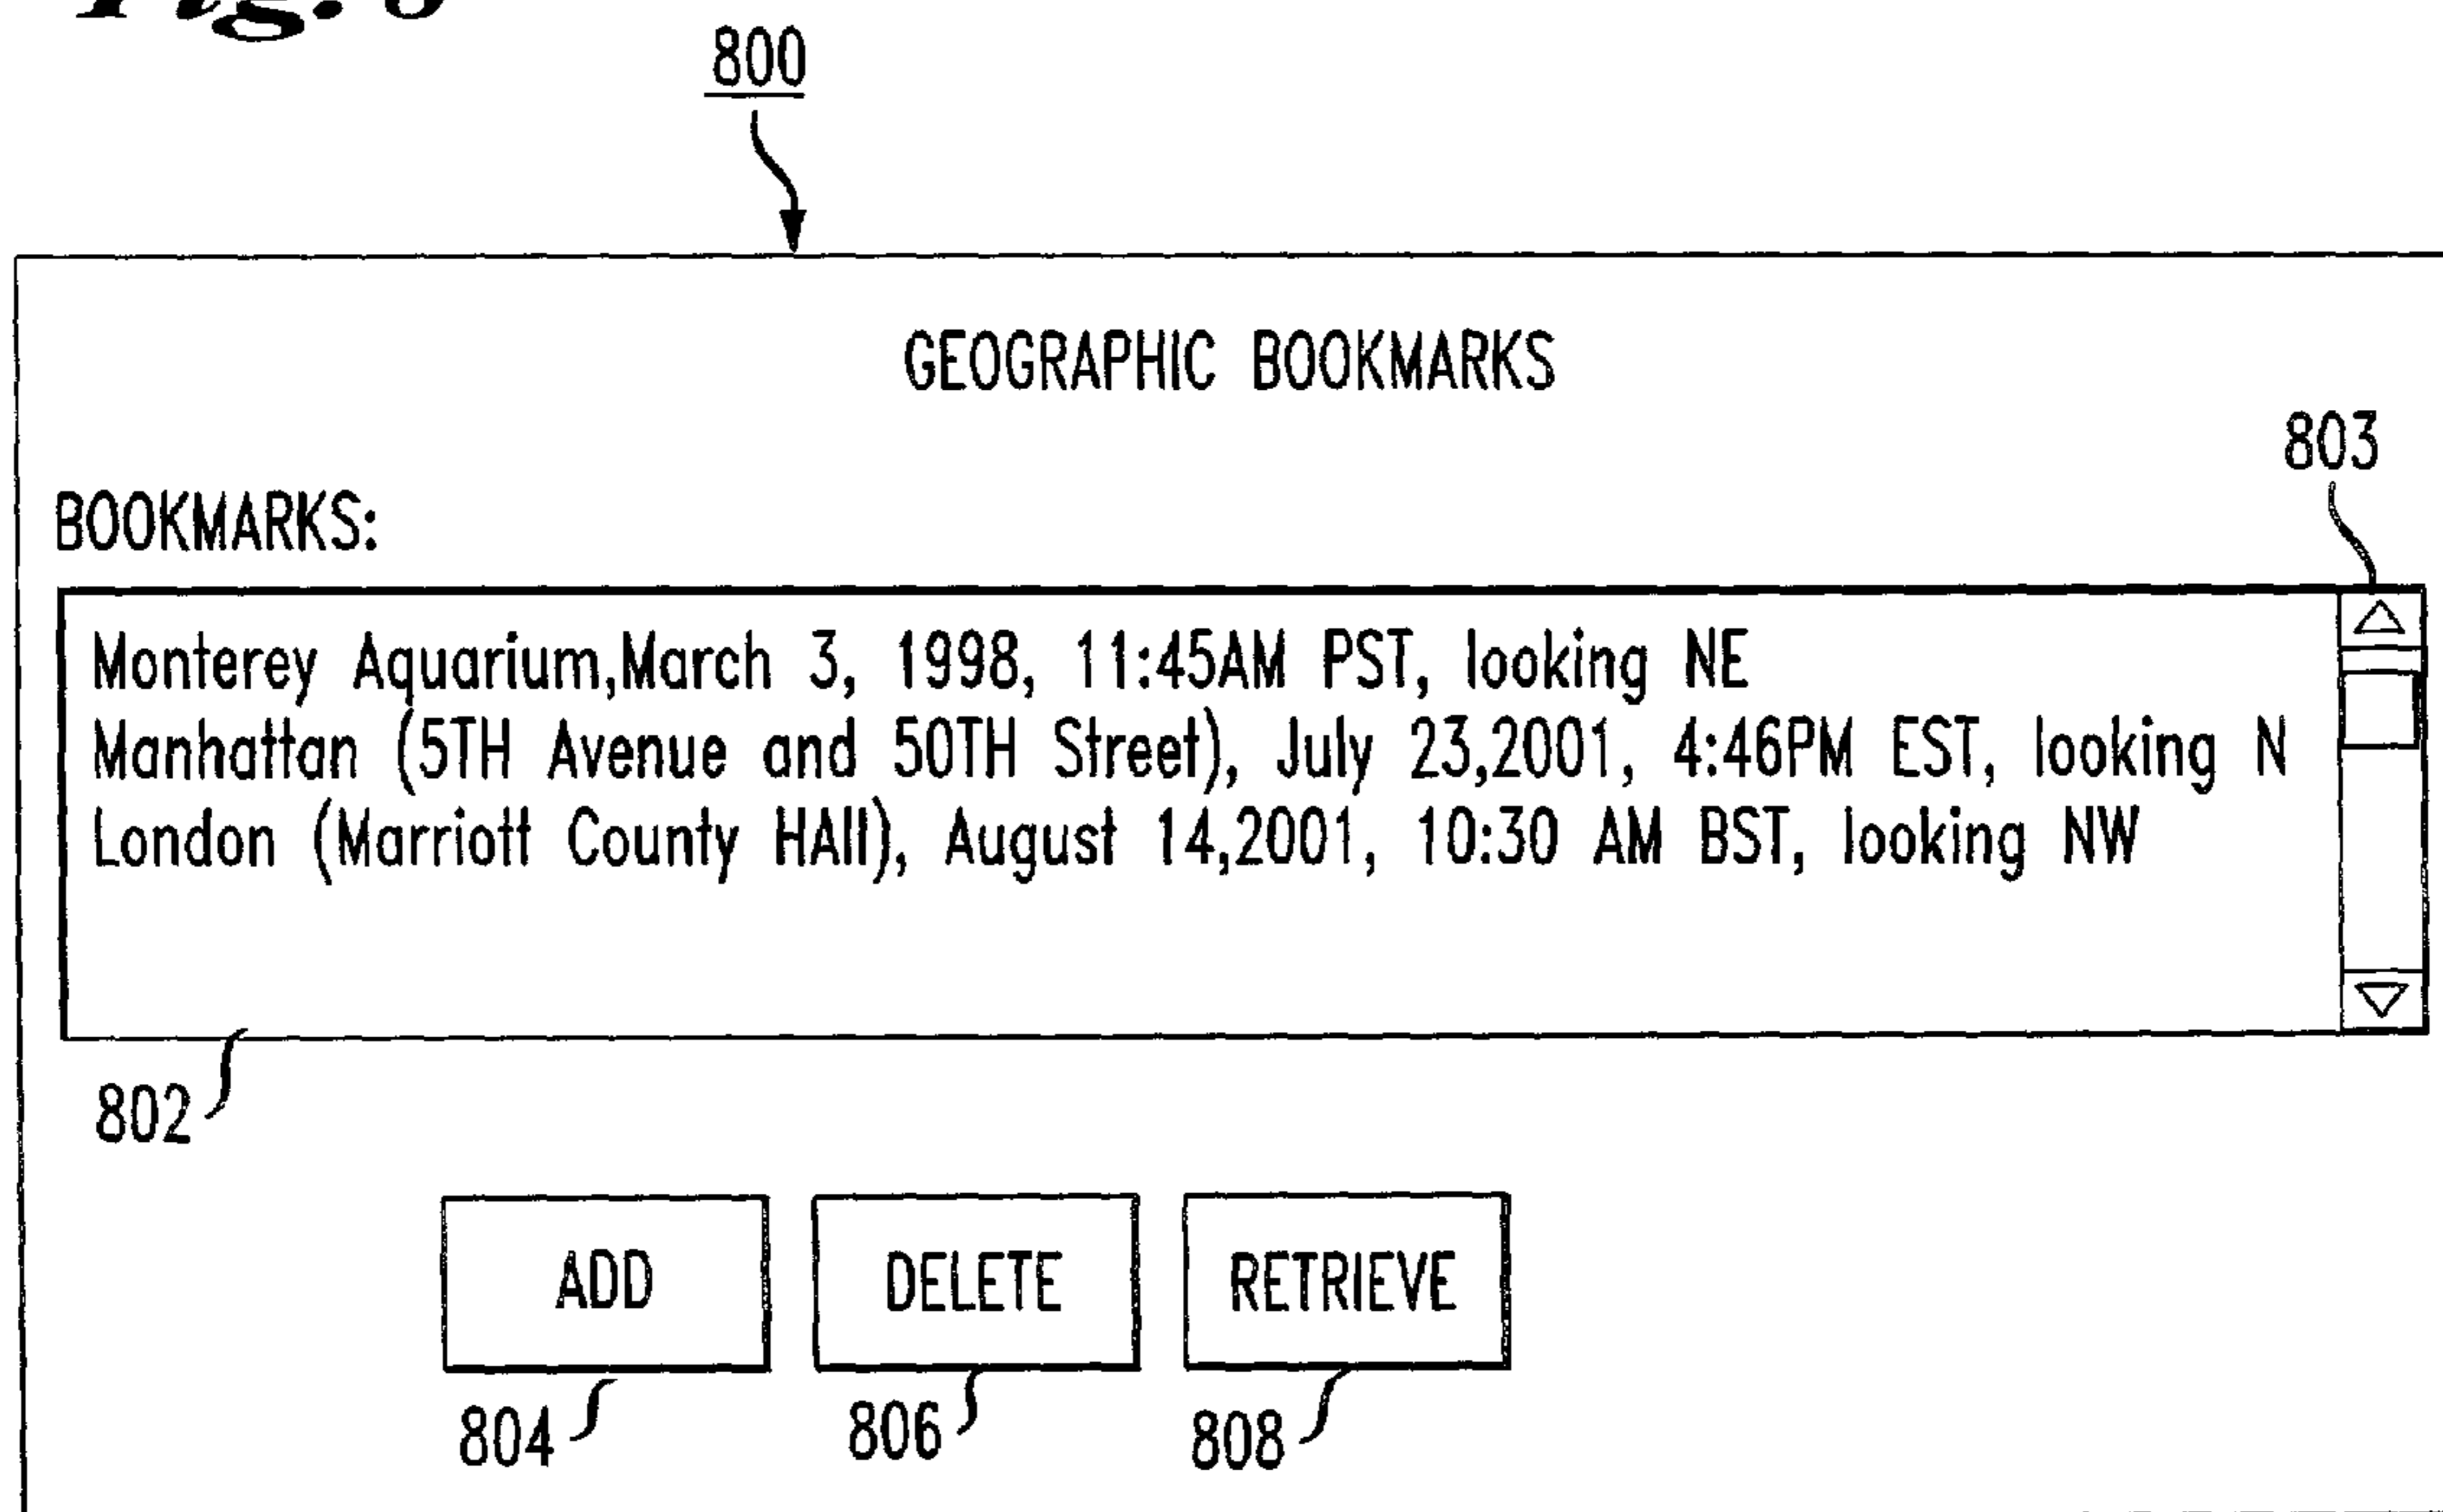 800
GEOGRAPHIC BOOKMARKS
803
BOOKMARKS:
Monterey Aquarium,March 3, 1998, 11:45AM PST, looking NE
Manhattan (5TH Avenue and 50TH Street), July 23,2001, 4:46PM EST, looking N
London (Marriott County HAll), August 14,2001, 10:30 AM BST, looking NW
802
ADD DELETE RETRIEVE
804 806 808